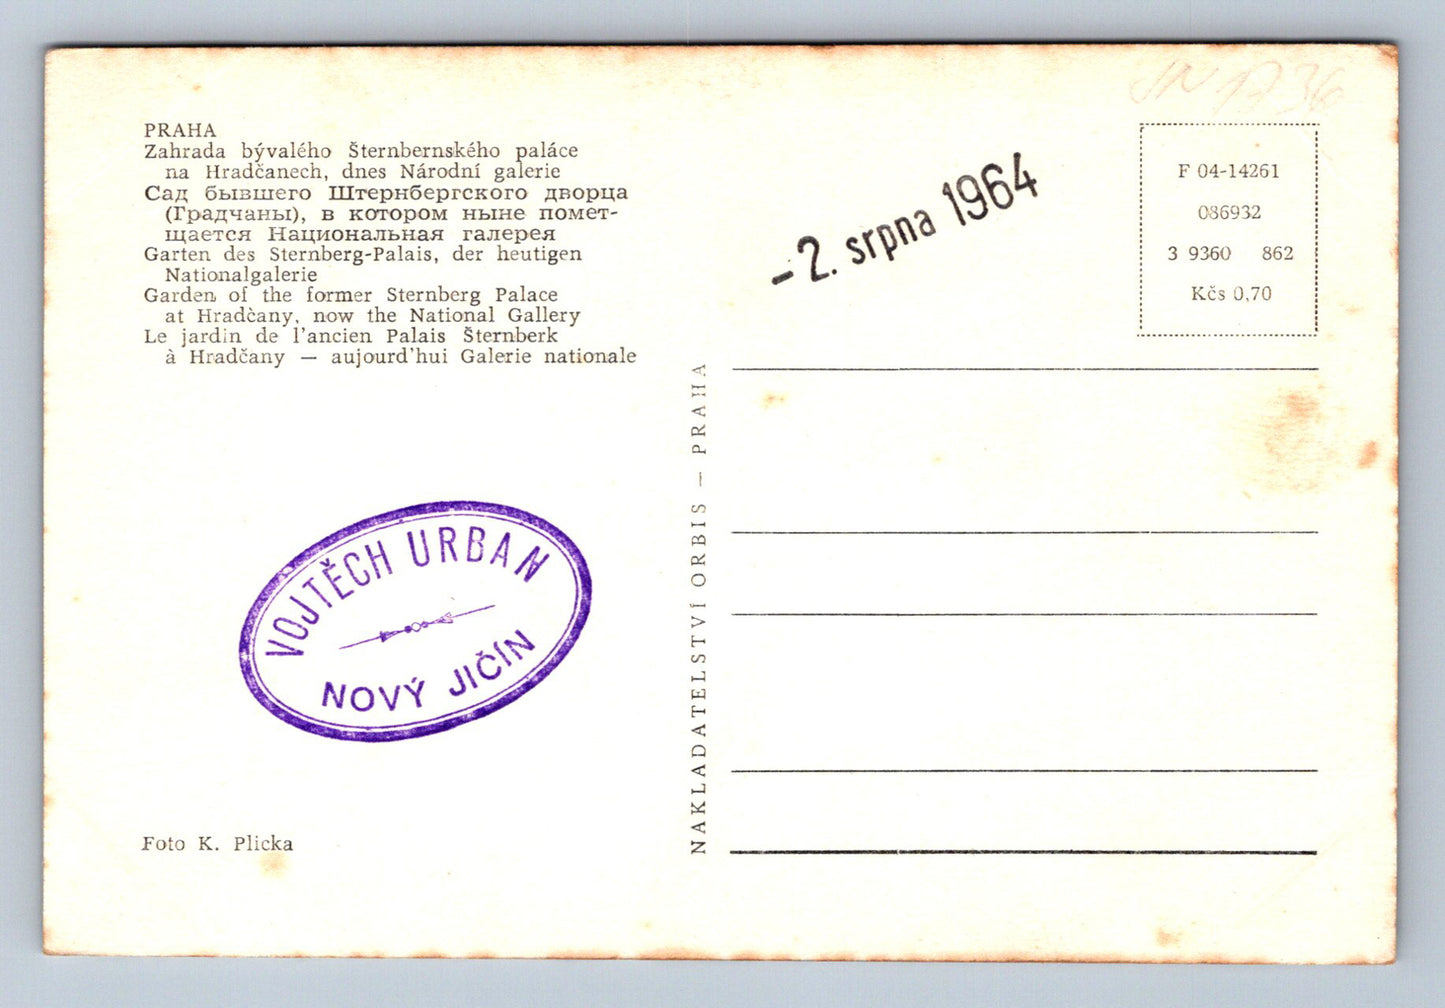 PRAHA
Zahrada bývalého Šternbernského paláce
na Hradčanech, dnes Národní galerie
Сад бывшего Штернбергского дворца
(Градчаны), в котором ныне помет-
щается Национальная галерея
Garten des Sternberg-Palais, der heutigen
Nationalgalerie
Garden of the former Sternberg Palace
at Hradčany, now the National Gallery
Le jardin de l'ancien Palais Šternberk
à Hradčany — aujourd'hui Galerie nationale
VOJTĚCH URBAN
NOVÝ JIČÍN
Foto K. Plicka
NAKLADATELSTVÍ ORBIS — PRAHA
-2. srpna 1964
F 04-14261
036932
3 9360 862
Kčs 0,70